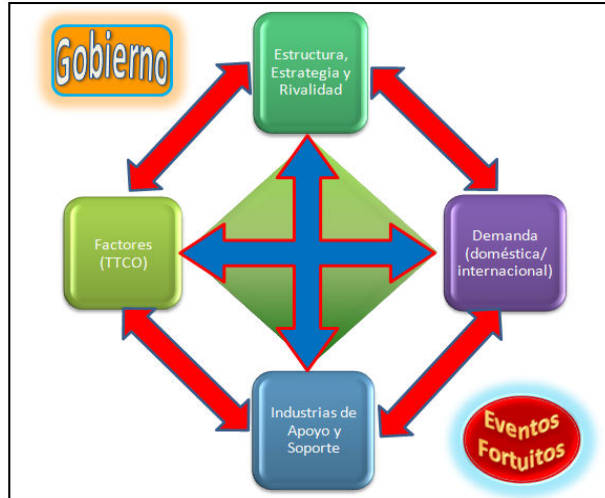 Gobierno
Estructura,
Estrategia y
Rivalidad
Factores
(TTCO)
Demanda
(doméstica/
internacional)
Industrias de
Apoyo y
Soporte
Eventos
Fortuitos